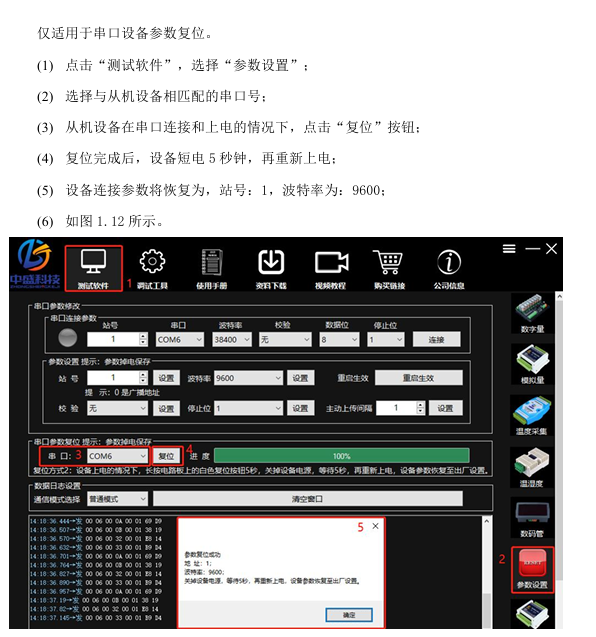 仅适用于串口设备参数复位。
(1) 点击“测试软件”，选择“参数设置”；
(2) 选择与从机设备相匹配的串口号；
(3) 从机设备在串口连接和上电的情况下，点击“复位”按钮；
(4) 复位完成后，设备短电 5 秒钟，再重新上电；
(5) 设备连接参数将恢复为，站号：1，波特率为：9600；
(6) 如图 1.12 所示。
中盛科技
测试软件 1 调试工具 使用手册 资料下载 视频教程 购买链接 公司信息
串口参数修改
串口连接参数
站号 串口 波特率 校验 数据位 停止位
1 COM6 38400 无 8 1 连接
参数设置 提示：参数掉电保存
站 号 1 设置 波特率 9600 设置 重启生效 重启生效
提 示：0 是广播地址
校 验 无 设置 停止位 1 设置 主动上传间隔 1 设置
串口参数复位 提示：参数掉电保存
串 口： 3 COM6 复位 4 进 度 100%
复位方式2：设备上电的情况下，长按电路板上的白色复位按钮5秒，关掉设备电源，等待5秒，再重新上电，设备参数恢复至出厂设置。
数据日志设置
通信模式选择 普通模式 清空窗口
14:18:36.444→发 00 06 00 0A 00 01 69 D9
14:18:36.507→发 00 06 00 0B 00 01 38 19
14:18:36.570→发 00 06 00 32 00 01 E8 14
14:18:36.632→发 00 06 00 33 00 01 B9 D4
14:18:36.701→发 00 06 00 0A 00 01 69 D9
14:18:36.764→发 00 06 00 0B 00 01 38 19
14:18:36.827→发 00 06 00 32 00 01 E8 14
14:18:36.890→发 00 06 00 33 00 01 B9 D4
14:18:36.957→发 00 06 00 0A 00 01 69 D9
14:18:37.19→发 00 06 00 0B 00 01 38 19
14:18:37.82→发 00 06 00 32 00 01 E8 14
14:18:37.145→发 00 06 00 33 00 01 B9 D4
5
参数复位成功
地 址：1；
波特率：9600；
关掉设备电源，等待5秒，再重新上电，设备参数恢复至出厂设置。
确定
数字量
模拟量
温度采集
温湿度
数码管
2
RESET
参数设置